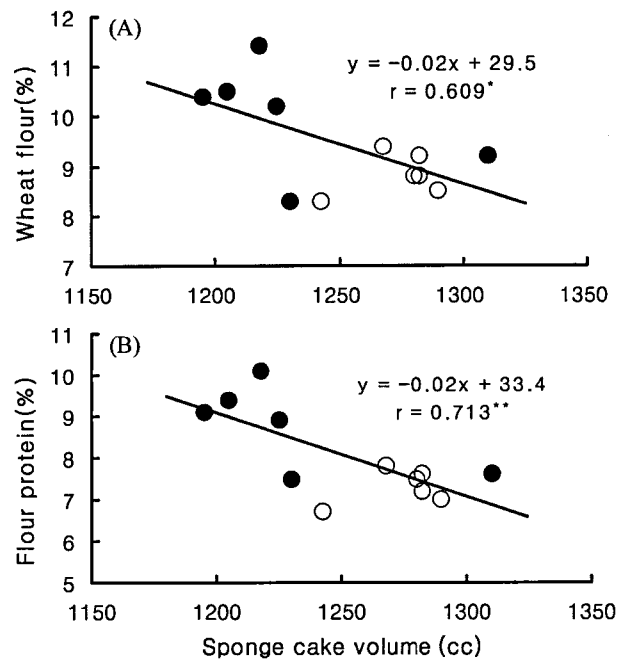 (A)
12
11
10
9
8
7
Wheat flour(%)
y = −0.02x + 29.5
r = 0.609*
1150 1200 1250 1300 1350
(B)
11
10
9
8
7
6
5
Flour protein(%)
y = −0.02x + 33.4
r = 0.713**
1150 1200 1250 1300 1350
Sponge cake volume (cc)